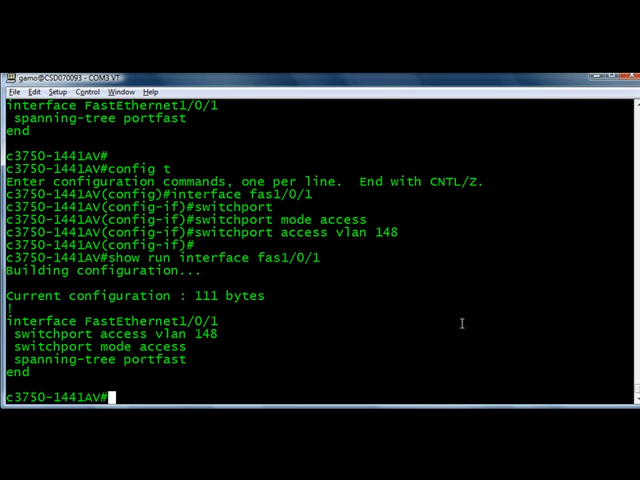 gamo@CSD070093 - COM3 VT
File Edit Setup Control Window Help
interface FastEthernet1/0/1
spanning-tree portfast
end
c3750-1441AV#
c3750-1441AV#config t
Enter configuration commands, one per line. End with CNTL/Z.
c3750-1441AV(config)#interface fas1/0/1
c3750-1441AV(config-if)#switchport
c3750-1441AV(config-if)#switchport mode access
c3750-1441AV(config-if)#switchport access vlan 148
c3750-1441AV(config-if)#
c3750-1441AV#show run interface fas1/0/1
Building configuration...
Current configuration : 111 bytes
!
interface FastEthernet1/0/1
switchport access vlan 148
switchport mode access
spanning-tree portfast
end
c3750-1441AV#